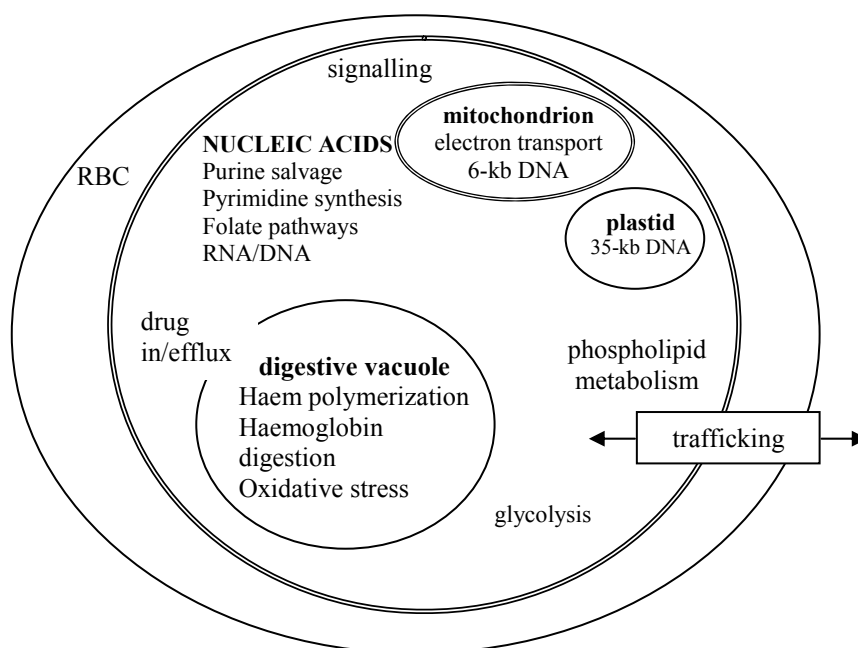 signalling
mitochondrion
electron transport
6-kb DNA
NUCLEIC ACIDS
Purine salvage
Pyrimidine synthesis
Folate pathways
RNA/DNA
RBC
plastid
35-kb DNA
drug
in/efflux
digestive vacuole
Haem polymerization
Haemoglobin
digestion
Oxidative stress
phospholipid
metabolism
trafficking
glycolysis